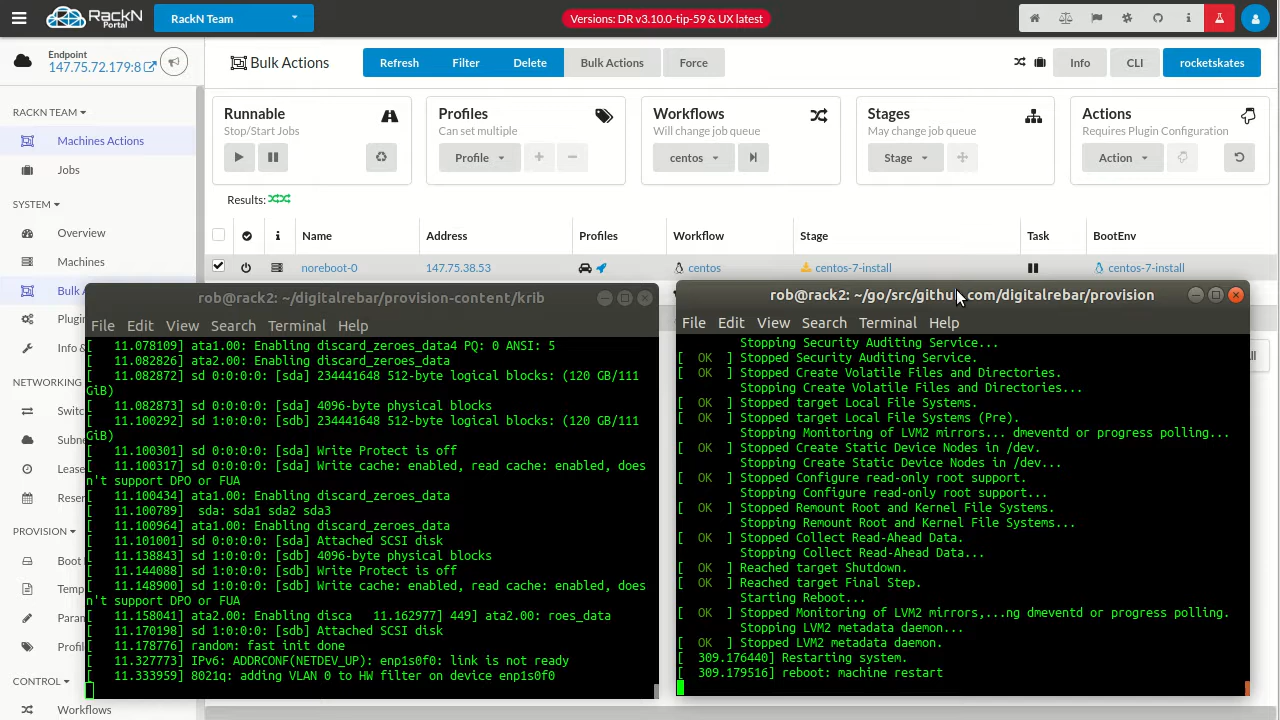 RackN
Portal
RackN Team
Versions: DR v3.10.0-tip-59 & UX latest
Endpoint
147.75.72.179:8
Bulk Actions
Refresh
Filter
Delete
Bulk Actions
Force
Info
CLI
rocketskates
RACKN TEAM
Machines Actions
Jobs
SYSTEM
Overview
Machines
Bulk A
Plugin
Info &
NETWORKING
Switc
Subne
Lease
Reser
PROVISION
Boot
Temp
Param
Profil
CONTROL
Workflows
Runnable
Stop/Start Jobs
Profiles
Can set multiple
Profile
Workflows
Will change job queue
centos
Stages
May change job queue
Stage
Actions
Requires Plugin Configuration
Action
Results:
Name Address Profiles Workflow Stage Task BootEnv
noreboot-0 147.75.38.53 centos centos-7-install centos-7-install
rob@rack2: ~/digitalrebar/provision-content/krib
File Edit View Search Terminal Help
[ 11.078109] ata1.00: Enabling discard_zeroes_data4 PQ: 0 ANSI: 5
[ 11.082826] ata2.00: Enabling discard_zeroes_data
[ 11.082872] sd 0:0:0:0: [sda] 234441648 512-byte logical blocks: (120 GB/111
GiB)
[ 11.082873] sd 0:0:0:0: [sda] 4096-byte physical blocks
[ 11.100292] sd 0:0:0:0: [sda] 234441648 512-byte logical blocks: (120 GB/111
GiB)
[ 11.100301] sd 0:0:0:0: [sda] Write Protect is off
[ 11.100317] sd 0:0:0:0: [sda] Write cache: enabled, read cache: enabled, does
n't support DPO or FUA
[ 11.100434] ata1.00: Enabling discard_zeroes_data
[ 11.100789]  sda: sda1 sda2 sda3
[ 11.100964] ata1.00: Enabling discard_zeroes_data
[ 11.101001] sd 0:0:0:0: [sda] Attached SCSI disk
[ 11.138843] sd 1:0:0:0: [sdb] 4096-byte physical blocks
[ 11.144088] sd 1:0:0:0: [sdb] Write Protect is off
[ 11.148900] sd 1:0:0:0: [sdb] Write cache: enabled, read cache: enabled, does
n't support DPO or FUA
[ 11.158041] ata2.00: Enabling disca   11.162977] 449] ata2.00: roes_data
[ 11.170198] sd 1:0:0:0: [sdb] Attached SCSI disk
[ 11.178776] random: fast init done
[ 11.327773] IPv6: ADDRCONF(NETDEV_UP): enp1s0f0: link is not ready
[ 11.333959] 8021q: adding VLAN 0 to HW filter on device enp1s0f0
rob@rack2: ~/go/src/github.com/digitalrebar/provision
File Edit View Search Terminal Help
Stopping Security Auditing Service...
[ OK ] Stopped Security Auditing Service.
[ OK ] Stopped Create Volatile Files and Directories.
Stopping Create Volatile Files and Directories...
[ OK ] Stopped target Local File Systems.
[ OK ] Stopped target Local File Systems (Pre).
Stopping Monitoring of LVM2 mirrors... dmeventd or progress polling...
[ OK ] Stopped Create Static Device Nodes in /dev.
Stopping Create Static Device Nodes in /dev...
[ OK ] Stopped Configure read-only root support.
Stopping Configure read-only root support...
[ OK ] Stopped Remount Root and Kernel File Systems.
Stopping Remount Root and Kernel File Systems...
[ OK ] Stopped Collect Read-Ahead Data.
Stopping Collect Read-Ahead Data...
[ OK ] Reached target Shutdown.
[ OK ] Reached target Final Step.
Starting Reboot...
[ OK ] Stopped Monitoring of LVM2 mirrors,...ng dmeventd or progress polling.
Stopping LVM2 metadata daemon...
[ OK ] Stopped LVM2 metadata daemon.
[ 309.176440] Restarting system.
[ 309.179516] reboot: machine restart